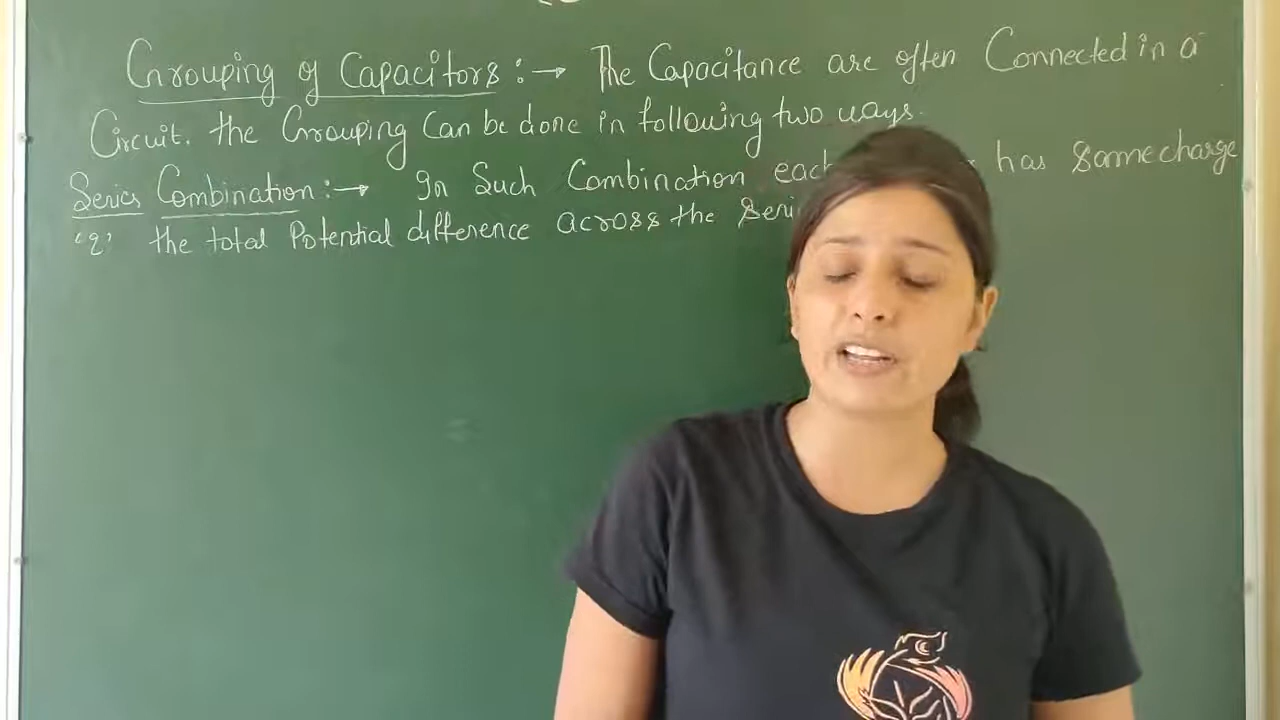 Grouping of Capacitors :→ The Capacitance are often Connected in a
Circuit. the Grouping Can be done in following two ways.
Series Combination :→ In Such Combination each has Same charge
'q' the total Potential difference across the Seri